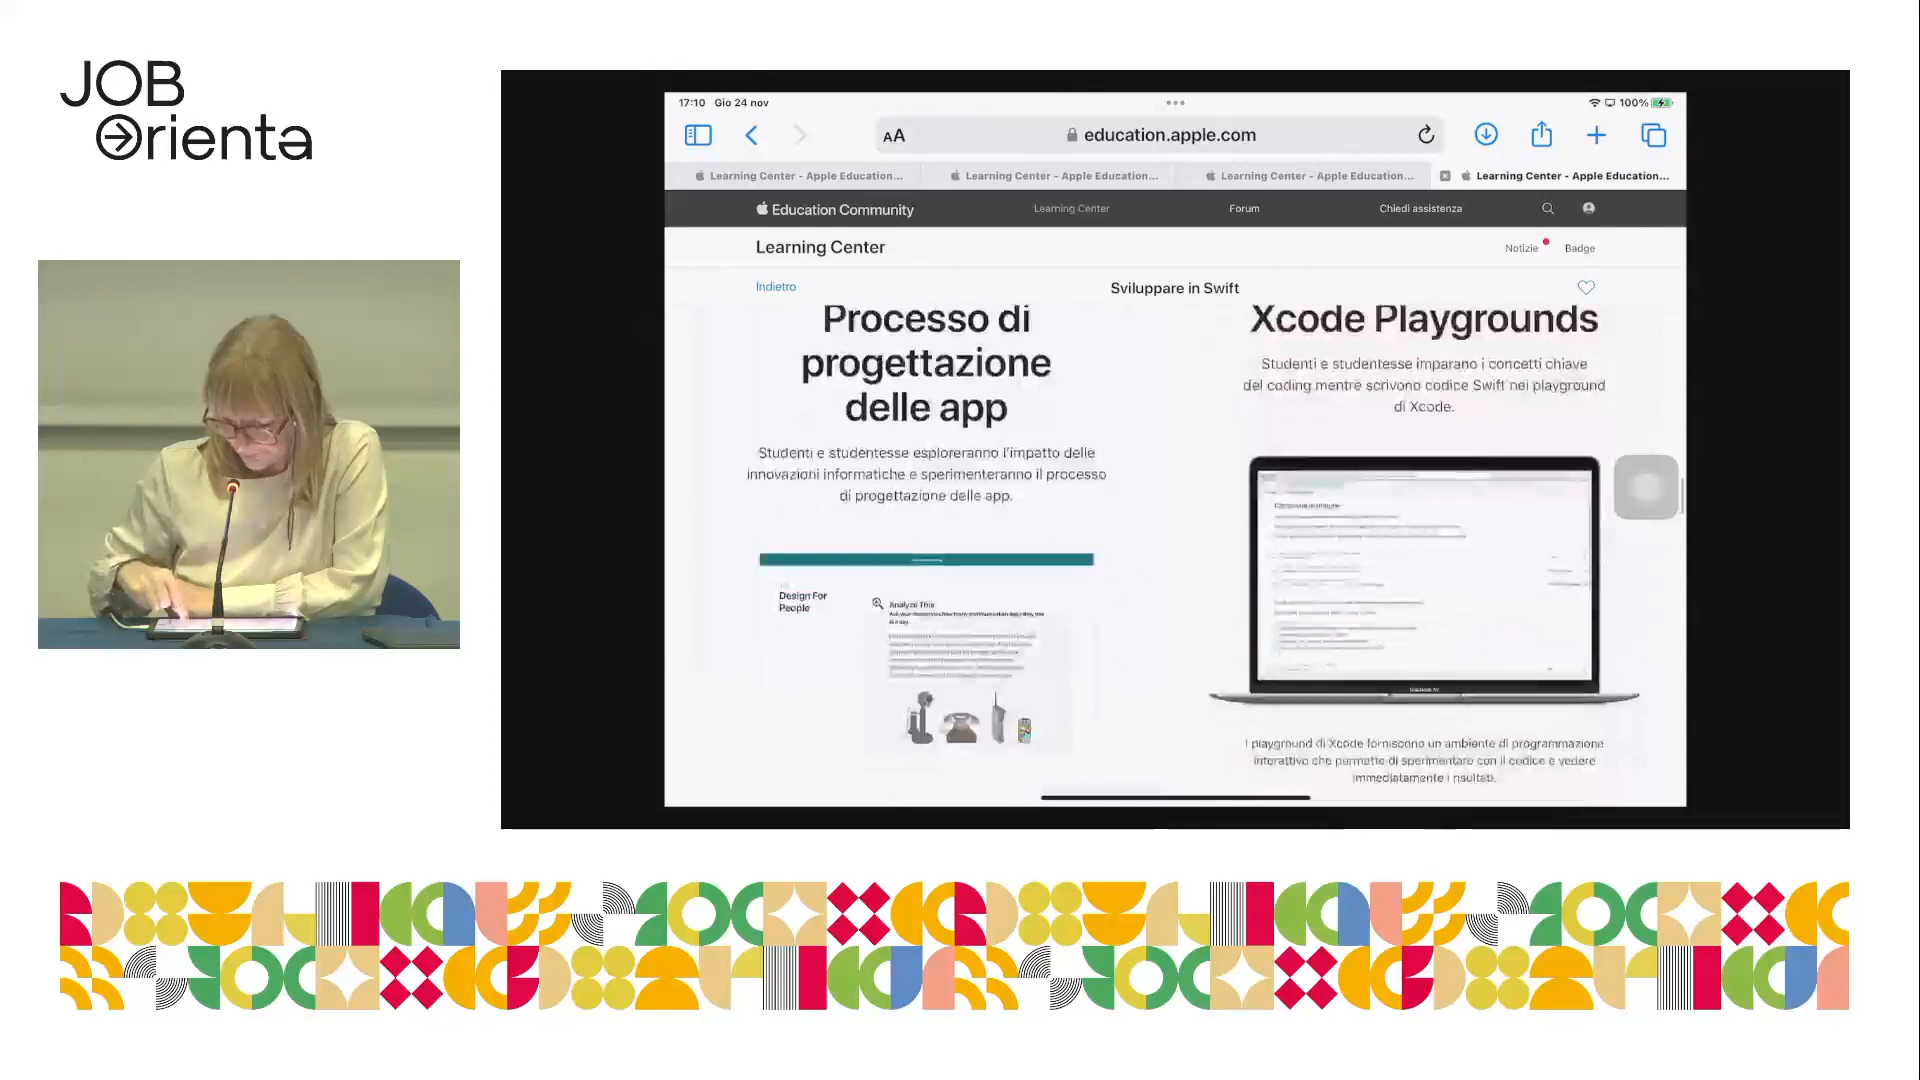 JOB
Orienta
17:10 Gio 24 nov
100%
AA
education.apple.com
Learning Center - Apple Education...
Learning Center - Apple Education...
Learning Center - Apple Education...
Learning Center - Apple Education...
Education Community
Learning Center
Forum
Chiedi assistenza
Learning Center
Notizie
Badge
Indietro
Sviluppare in Swift
Processo di
progettazione
delle app
Studenti e studentesse esploreranno l'impatto delle
innovazioni informatiche e sperimenteranno il processo
di progettazione delle app.
Design For
People
Analyze This
Xcode Playgrounds
Studenti e studentesse imparano i concetti chiave
del coding mentre scrivono codice Swift nei playground
di Xcode.
MacBook Air
I playground di Xcode forniscono un ambiente di programmazione
interattivo che permette di sperimentare con il codice e vedere
immediatamente i risultati.